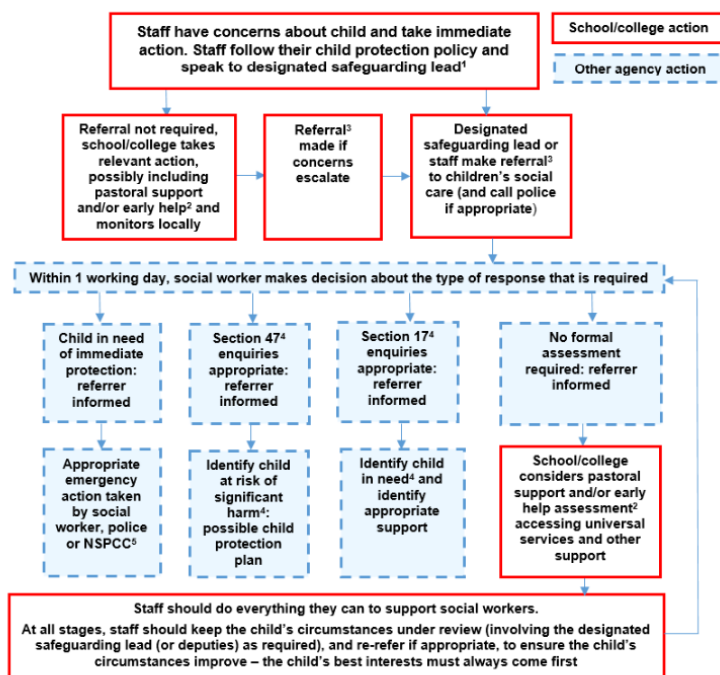 Staff have concerns about child and take immediate
action. Staff follow their child protection policy and
speak to designated safeguarding lead¹
School/college action
Other agency action
Referral not required,
school/college takes
relevant action,
possibly including
pastoral support
and/or early help² and
monitors locally
Referral³
made if
concerns
escalate
Designated
safeguarding lead or
staff make referral³
to children's social
care (and call police
if appropriate)
Within 1 working day, social worker makes decision about the type of response that is required
Child in need
of immediate
protection:
referrer
informed
Section 47⁴
enquiries
appropriate:
referrer
informed
Section 17⁴
enquiries
appropriate:
referrer
informed
No formal
assessment
required: referrer
informed
Appropriate
emergency
action taken
by social
worker, police
or NSPCC⁵
Identify child
at risk of
significant
harm⁴:
possible child
protection
plan
Identify child
in need⁴ and
identify
appropriate
support
School/college
considers pastoral
support and/or early
help assessment²
accessing universal
services and other
support
Staff should do everything they can to support social workers.
At all stages, staff should keep the child's circumstances under review (involving the designated
safeguarding lead (or deputies) as required), and re-refer if appropriate, to ensure the child's
circumstances improve – the child's best interests must always come first